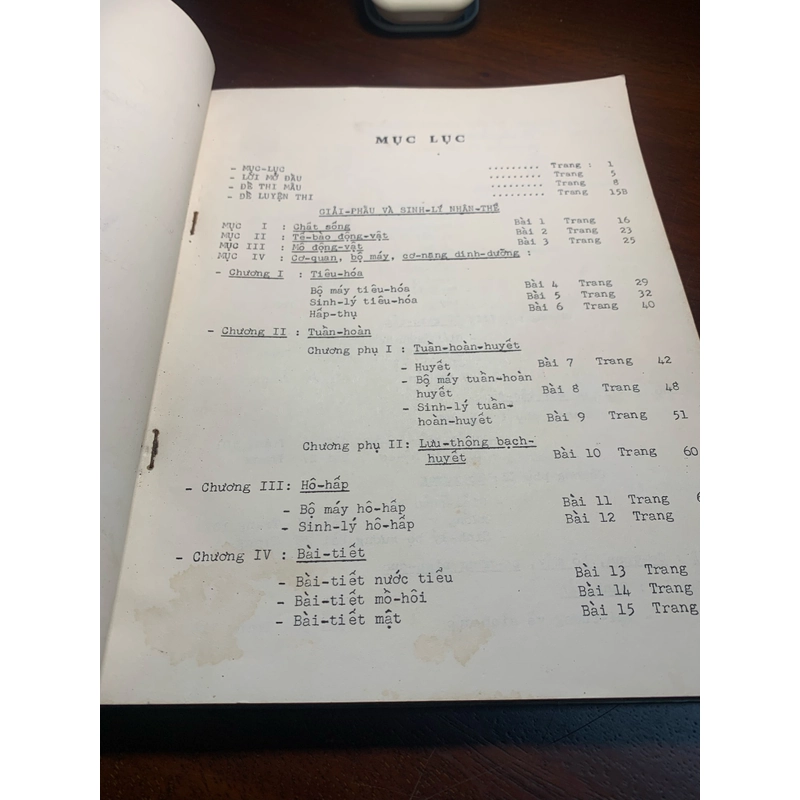 MỤC LỤC
- MỤC-LỤC ......... Trang : 1
- LỜI MỞ ĐẦU ......... Trang 5
- ĐỀ THI MẪU ......... Trang 8
- ĐỀ LUYỆN THI ......... Trang 158
GIẢI-PHẪU VÀ SINH-LÝ NHÂN-THỂ
MỤC I : Chất sống Bài 1 Trang 16
MỤC II : Tế-bào động-vật Bài 2 Trang 23
MỤC III : Mô động-vật Bài 3 Trang 25
MỤC IV : Cơ-quan, bộ máy, cơ-năng dinh-dưỡng :
- Chương I : Tiêu-hóa
Bộ máy tiêu-hóa Bài 4 Trang 29
Sinh-lý tiêu-hóa Bài 5 Trang 32
Hấp-thụ Bài 6 Trang 40
- Chương II : Tuần-hoàn
Chương phụ I : Tuần-hoàn-huyết
- Huyết Bài 7 Trang 42
- Bộ máy tuần-hoàn
huyết Bài 8 Trang 48
- Sinh-lý tuần-
hoàn-huyết Bài 9 Trang 51
Chương phụ II: Lưu-thông bạch-
huyết Bài 10 Trang 60
- Chương III: Hô-hấp
- Bộ máy hô-hấp Bài 11 Trang
- Sinh-lý hô-hấp Bài 12 Trang
- Chương IV : Bài-tiết
- Bài-tiết nước tiểu Bài 13 Trang
- Bài-tiết mồ-hôi Bài 14 Trang
- Bài-tiết mật Bài 15 Trang